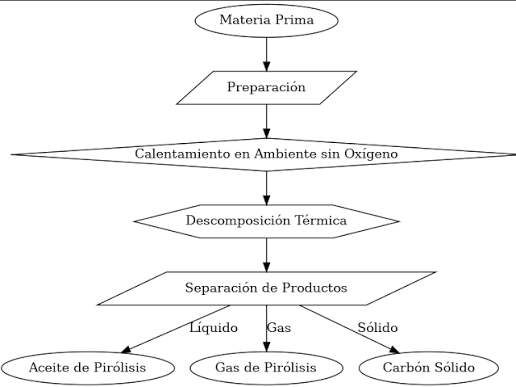 Materia Prima
Preparación
Calentamiento en Ambiente sin Oxígeno
Descomposición Térmica
Separación de Productos
Líquido
Gas
Sólido
Aceite de Pirólisis
Gas de Pirólisis
Carbón Sólido